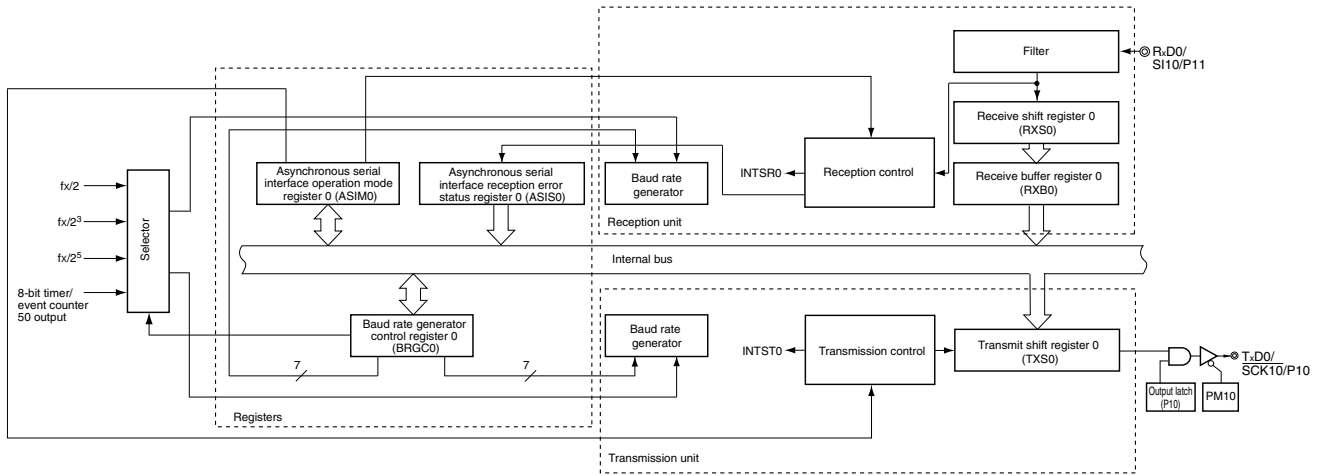 Filter
RxD0/
SI10/P11
Receive shift register 0
(RXS0)
Asynchronous serial
interface operation mode
register 0 (ASIM0)
Asynchronous serial
interface reception error
status register 0 (ASIS0)
Baud rate
generator
INTSR0
Reception control
Receive buffer register 0
(RXB0)
Reception unit
fx/2
fx/2³
fx/2⁵
8-bit timer/
event counter
50 output
Selector
Internal bus
Baud rate generator
control register 0
(BRGC0)
7
7
Registers
Baud rate
generator
INTST0
Transmission control
Transmit shift register 0
(TXS0)
TxD0/
SCK10/P10
Output latch
(P10)
PM10
Transmission unit